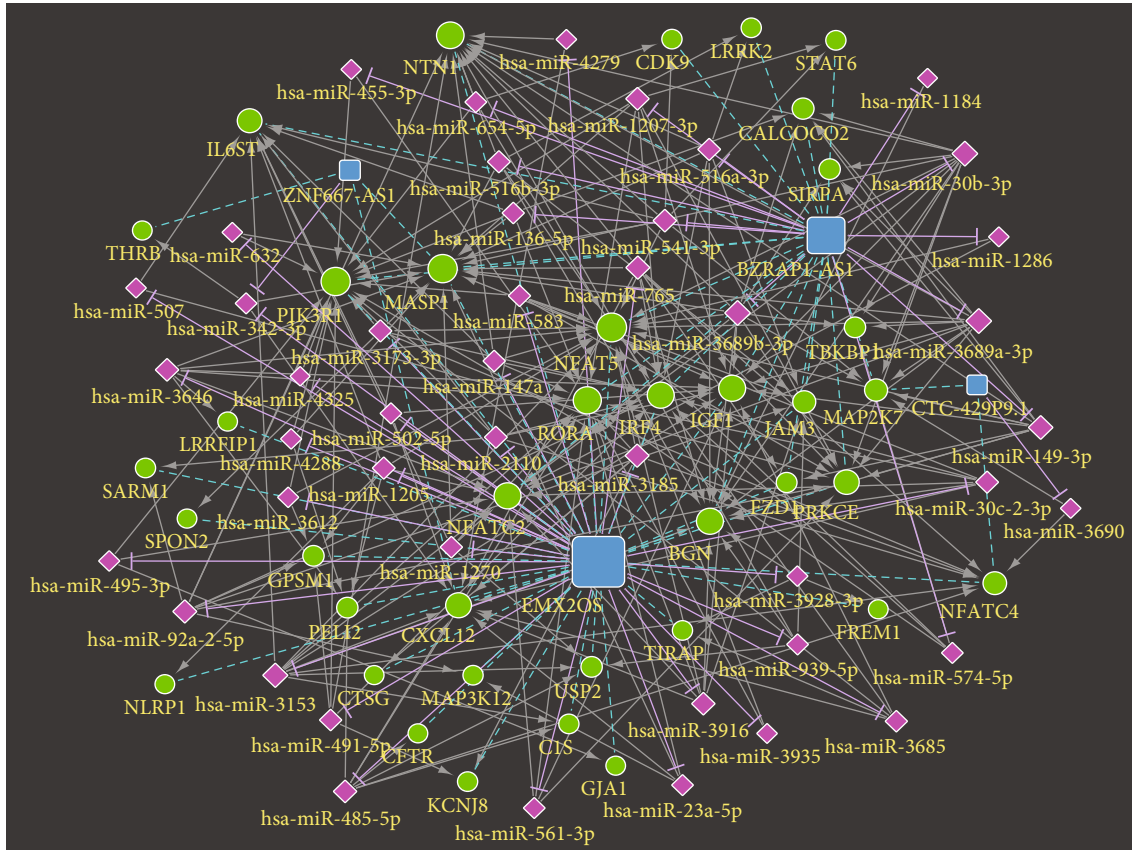 NTN1
hsa-miR-4279
CDK9
LRRK2
STAT6
hsa-miR-455-3p
hsa-miR-654-5p
hsa-miR-1207-3p
hsa-miR-1184
CALCOCO2
IL6ST
hsa-miR-516b-3p
hsa-miR-516a-3p
hsa-miR-30b-3p
ZNF667-AS1
SIRPA
THRB
hsa-miR-632
hsa-miR-136-5p
hsa-miR-541-3p
BZRAP1-AS1
hsa-miR-1286
hsa-miR-507
PIK3R1
MASP1
hsa-miR-765
hsa-miR-342-3p
hsa-miR-583
hsa-miR-3173-3p
hsa-miR-3689b-3p
TBKBP1
hsa-miR-3689a-3p
NFAT5
hsa-miR-3646
hsa-miR-4325
hsa-miR-147a
CTC-429P9.1
IGF1
MAP2K7
LRRFIP1
hsa-miR-502-5p
RORA
IRF4
JAM3
hsa-miR-4288
hsa-miR-2110
hsa-miR-149-3p
SARM1
hsa-miR-1205
hsa-miR-3185
FZD1
PRKCE
hsa-miR-30c-2-3p
hsa-miR-3690
SPON2
hsa-miR-3612
NFATC2
BGN
hsa-miR-495-3p
GPSM1
hsa-miR-1270
EMX2OS
hsa-miR-3928-3p
NFATC4
hsa-miR-92a-2-5p
PELI2
CXCL12
TIRAP
FREM1
hsa-miR-939-5p
hsa-miR-574-5p
NLRP1
hsa-miR-3153
CTSG
MAP3K12
USP2
hsa-miR-491-5p
CFTR
C1S
hsa-miR-3916
hsa-miR-3935
hsa-miR-3685
hsa-miR-485-5p
KCNJ8
GJA1
hsa-miR-23a-5p
hsa-miR-561-3p